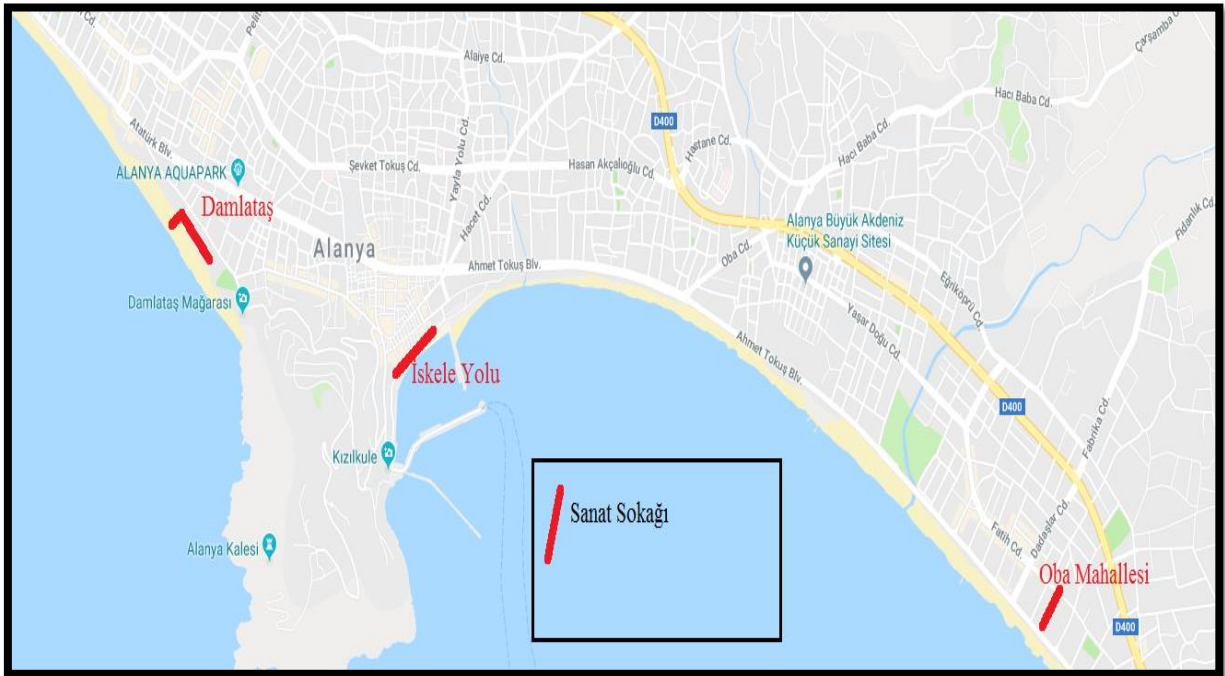 Cd.
Pelit
Alaiye Cd.
Çarşamba Cd.
Hacı Baba Cd.
D400
Atatürk Blv.
Yayla Yolu Cd.
Hastane Cd.
Hacı Baba Cd.
ALANYA AQUAPARK
Şevket Tokuş Cd.
Hasan Akçalıoğlu Cd.
Damlataş
Hacet Cd.
Alanya Büyük Akdeniz
Küçük Sanayi Sitesi
Fidanlık Cd.
Alanya
Oba Cd.
Ahmet Tokuş Blv.
Eğriköprü Cd.
Damlataş Mağarası
Yaşar Doğu Cd.
Ahmet Tokuş Blv.
İskele Yolu
D400
Fabrika Cd.
Kızılkule
Sanat Sokağı
Alanya Kalesi
Fatih Cd.
Dadaşlar Cd.
Oba Mahallesi
D400